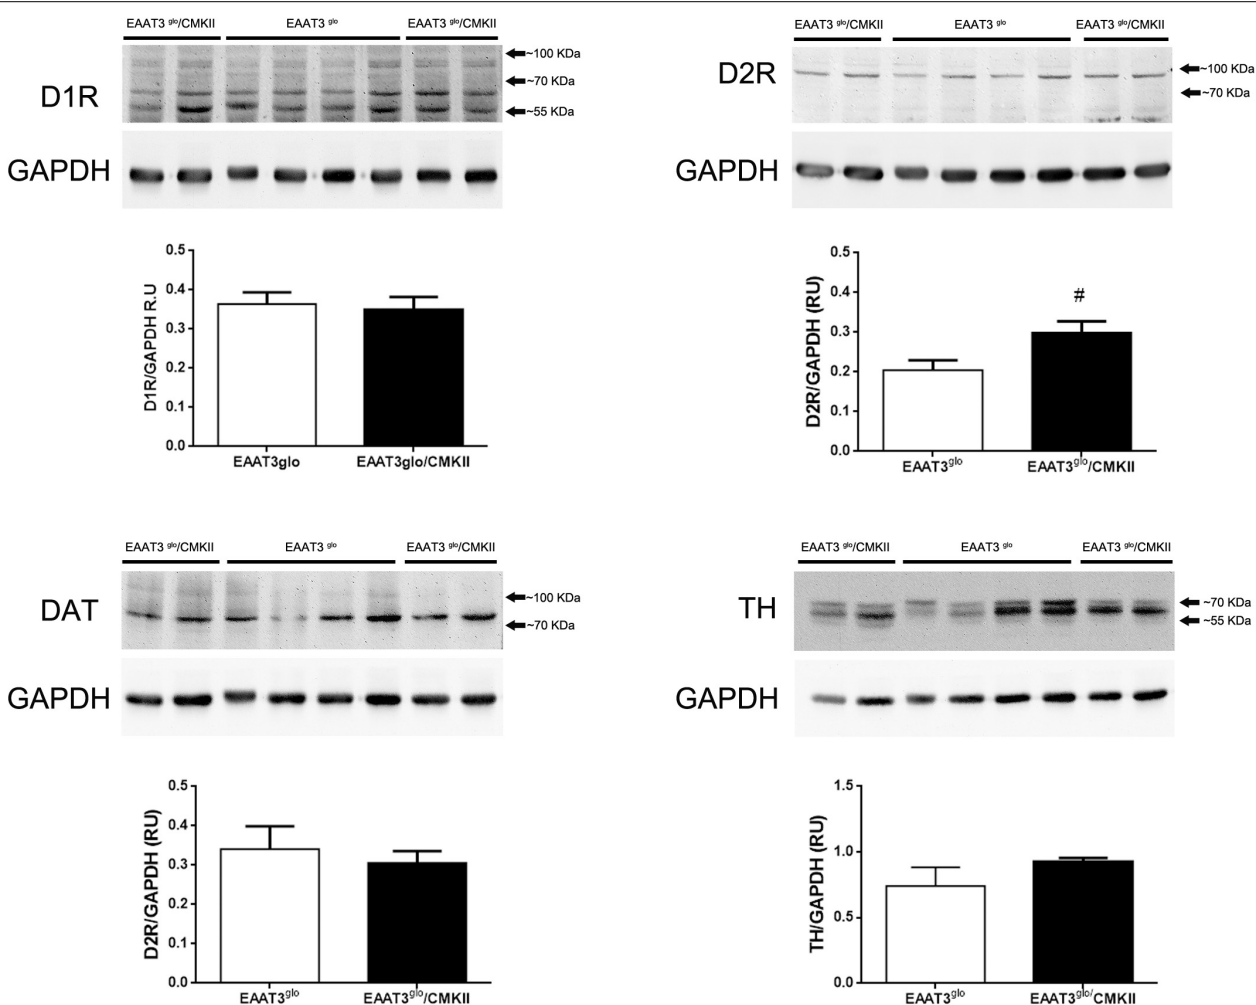 EAAT3 glo/CMKII EAAT3 glo EAAT3 glo/CMKII
D1R
~100 KDa
~70 KDa
~55 KDa
GAPDH
D1R/GAPDH R.U
0.5
0.4
0.3
0.2
0.1
0.0
EAAT3glo EAAT3glo/CMKII
EAAT3 glo/CMKII EAAT3 glo EAAT3 glo/CMKII
D2R
~100 KDa
~70 KDa
GAPDH
D2R/GAPDH (RU)
0.5
0.4
0.3
0.2
0.1
0.0
#
EAAT3glo EAAT3glo/CMKII
EAAT3 glo/CMKII EAAT3 glo EAAT3 glo/CMKII
DAT
~100 KDa
~70 KDa
GAPDH
D2R/GAPDH (RU)
0.5
0.4
0.3
0.2
0.1
0.0
EAAT3glo EAAT3glo/CMKII
EAAT3 glo/CMKII EAAT3 glo EAAT3 glo/CMKII
TH
~70 KDa
~55 KDa
GAPDH
TH/GAPDH (RU)
1.5
1.0
0.5
0.0
EAAT3glo EAAT3glo/CMKII